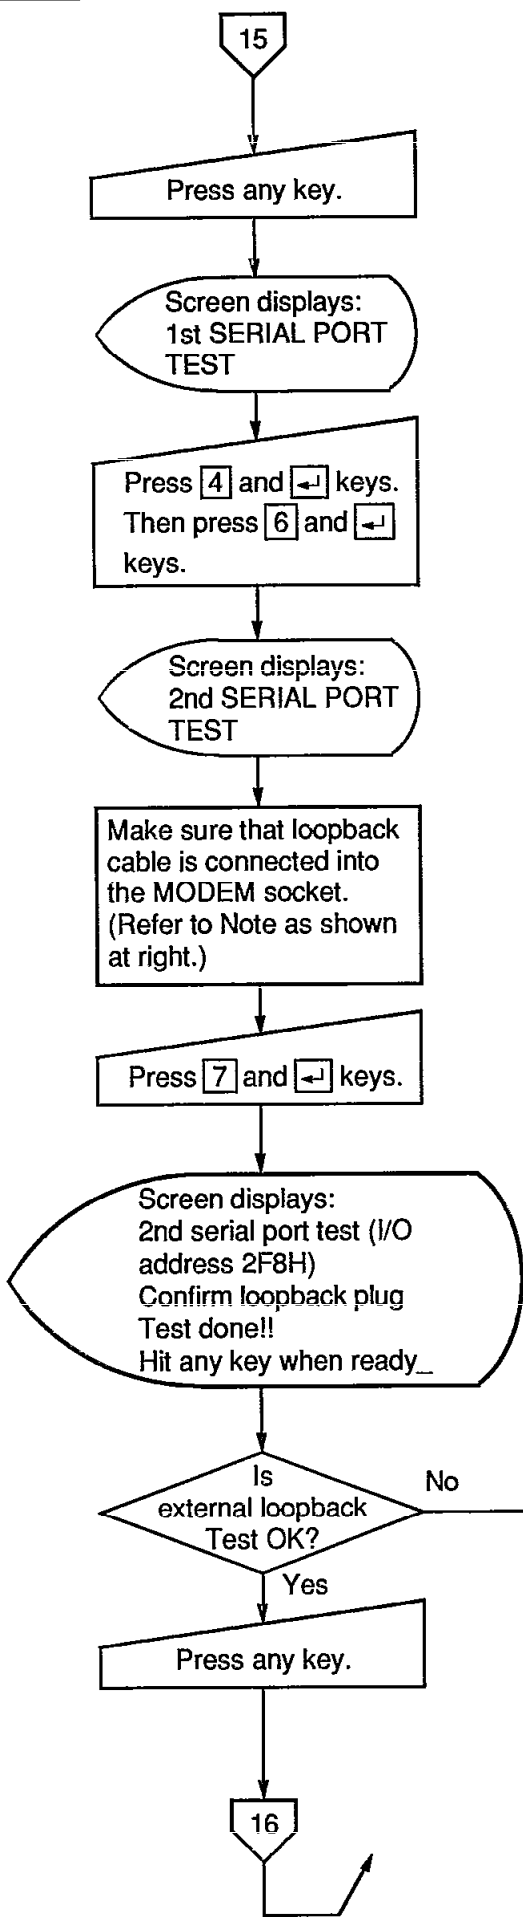 15
Press any key.
Screen displays:
1st SERIAL PORT
TEST
Press 4 and ↵ keys.
Then press 6 and ↵
keys.
Screen displays:
2nd SERIAL PORT
TEST
Make sure that loopback
cable is connected into
the MODEM socket.
(Refer to Note as shown
at right.)
Press 7 and ↵ keys.
Screen displays:
2nd serial port test (I/O
address 2F8H)
Confirm loopback plug
Test done!!
Hit any key when ready_
Is
external loopback
Test OK?
No
Yes
Press any key.
16